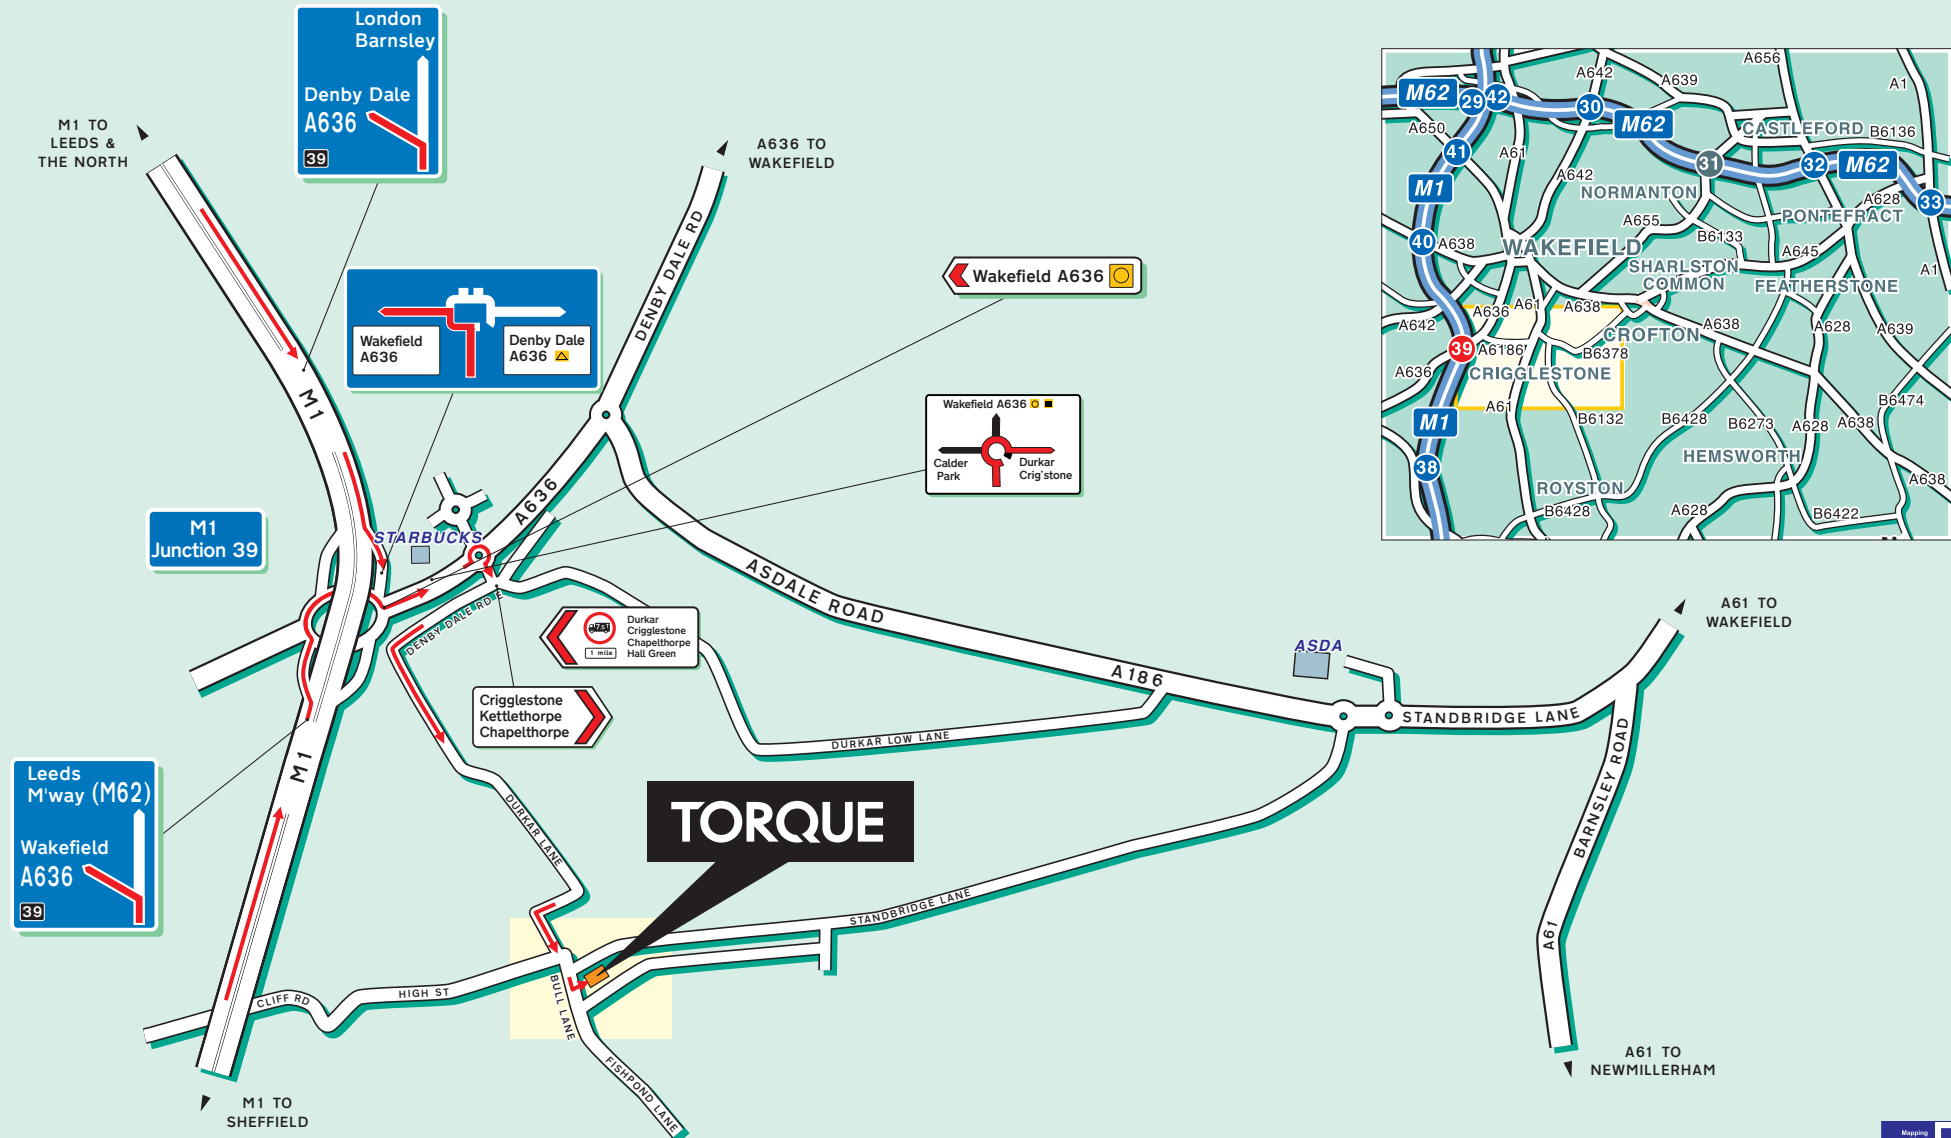 London
Barnsley
Denby Dale
A636
39
M1 TO
LEEDS &
THE NORTH
A636 TO
WAKEFIELD
DENBY DALE RD
Wakefield
A636
Denby Dale
A636
Wakefield A636
Wakefield A636
Calder
Park
Durkar
Crig'stone
M1
M1
Junction 39
STARBUCKS
A636
ASDALE ROAD
DENBY DALE RD E
7.5T
1 mile
Durkar
Crigglestone
Chapelthorpe
Hall Green
Crigglestone
Kettlethorpe
Chapelthorpe
A186
ASDA
STANDBRIDGE LANE
A61 TO
WAKEFIELD
BARNSLEY ROAD
A61
A61 TO
NEWMILLERHAM
DURKAR LOW LANE
M1
Leeds
M'way (M62)
Wakefield
A636
39
DURKAR LANE
TORQUE
STANDBRIDGE LANE
CLIFF RD
HIGH ST
BULL LANE
FISHPOND LANE
M1 TO
SHEFFIELD
M62
29
42
A642
30
A639
A656
A1
M62
A650
41
A61
A642
CASTLEFORD
B6136
31
32
M62
M1
NORMANTON
A628
33
A655
PONTEFRACT
40
A638
WAKEFIELD
B6133
A645
SHARLSTON
COMMON
A1
FEATHERSTONE
A642
A636
A61
A638
CROFTON
A638
A628
A639
39
A6186
B6378
A636
CRIGGLESTONE
A61
M1
B6132
B6428
B6273
A628
A638
B6474
38
HEMSWORTH
ROYSTON
B6428
A628
B6422
A638
Mapping